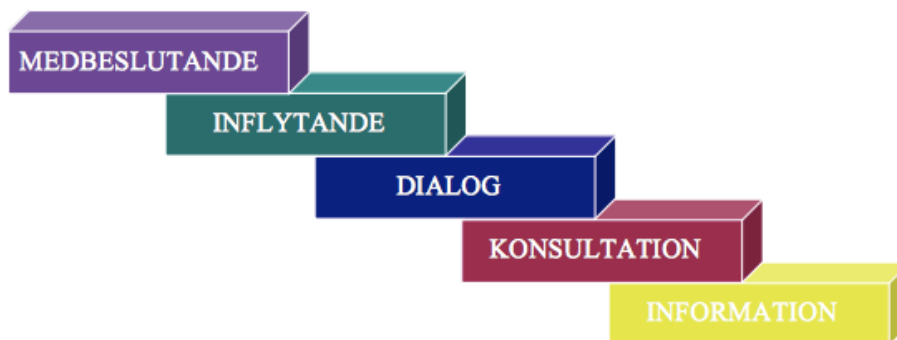 MEDBESLUTANDE
INFLYTANDE
DIALOG
KONSULTATION
INFORMATION